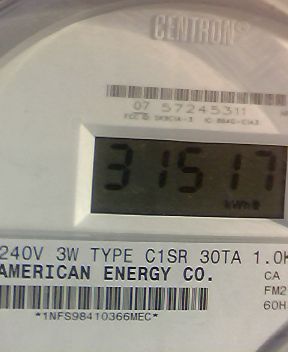 CENTRON®
07 57245311
31517
kWh
240V 3W TYPE C1SR 30TA 1.0K
AMERICAN ENERGY CO.
CA
FM2
60H
*1NFS98410366MEC*